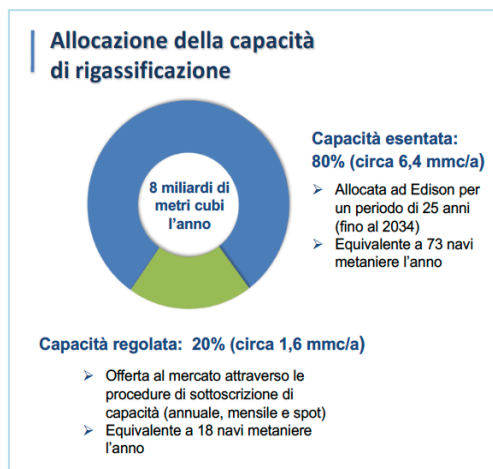 Allocazione della capacità
di rigassificazione
8 miliardi di
metri cubi
l'anno
Capacità esentata:
80% (circa 6,4 mmc/a)
➢ Allocata ad Edison per
un periodo di 25 anni
(fino al 2034)
➢ Equivalente a 73 navi
metaniere l'anno
Capacità regolata: 20% (circa 1,6 mmc/a)
➢ Offerta al mercato attraverso le
procedure di sottoscrizione di
capacità (annuale, mensile e spot)
➢ Equivalente a 18 navi metaniere
l'anno